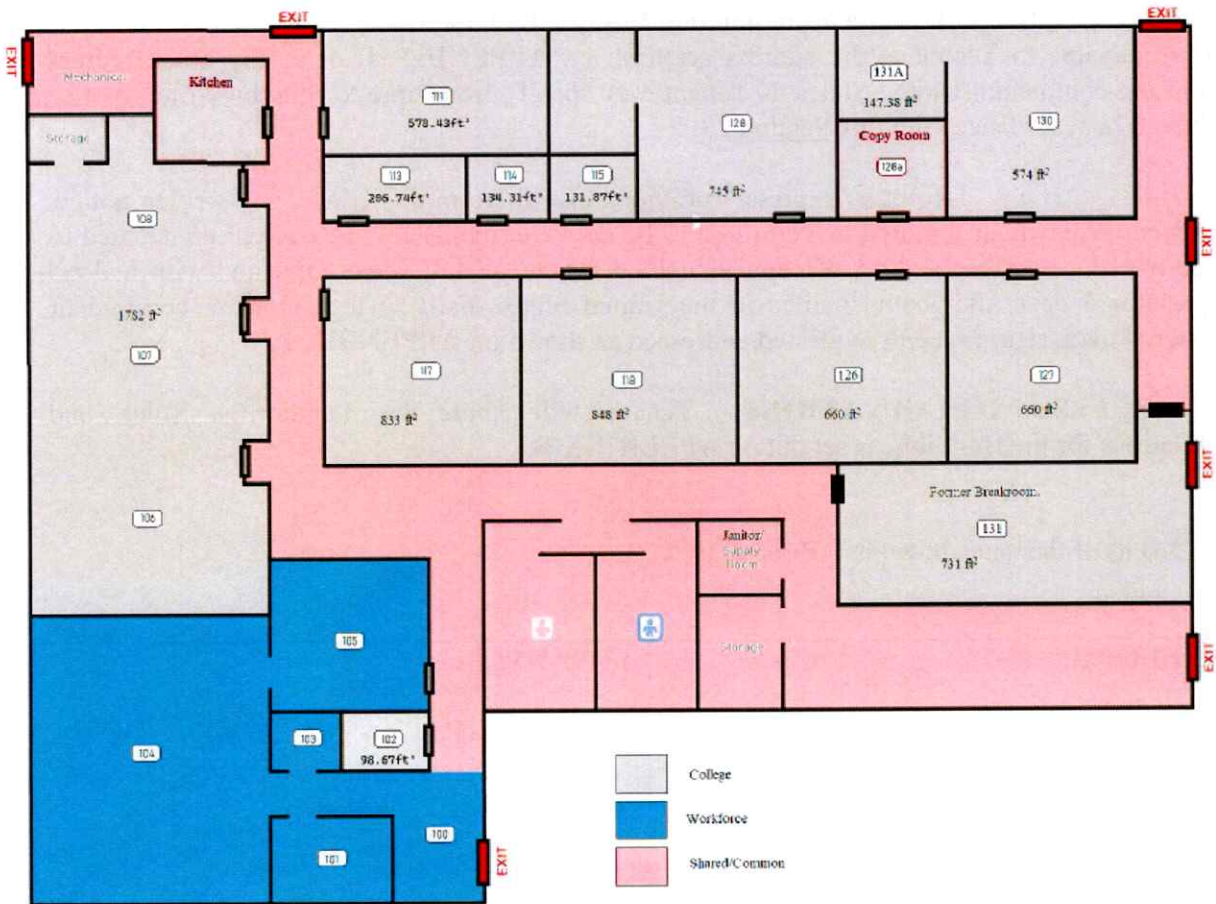 EXIT
EXIT
EXIT
Mechanical
Kitchen
Storage
111
578.43ft²
113
206.74ft²
114
134.31ft²
115
131.87ft²
128
745 ft²
131A
147.38 ft²
Copy Room
128a
130
574 ft²
EXIT
108
1782 ft²
107
106
117
833 ft²
118
848 ft²
126
660 ft²
127
660 ft²
EXIT
Former Breakroom
131
731 ft²
Janitor/
Supply
Room
Storage
EXIT
105
104
103
102
98.67ft²
100
101
EXIT
College
Workforce
Shared/Common